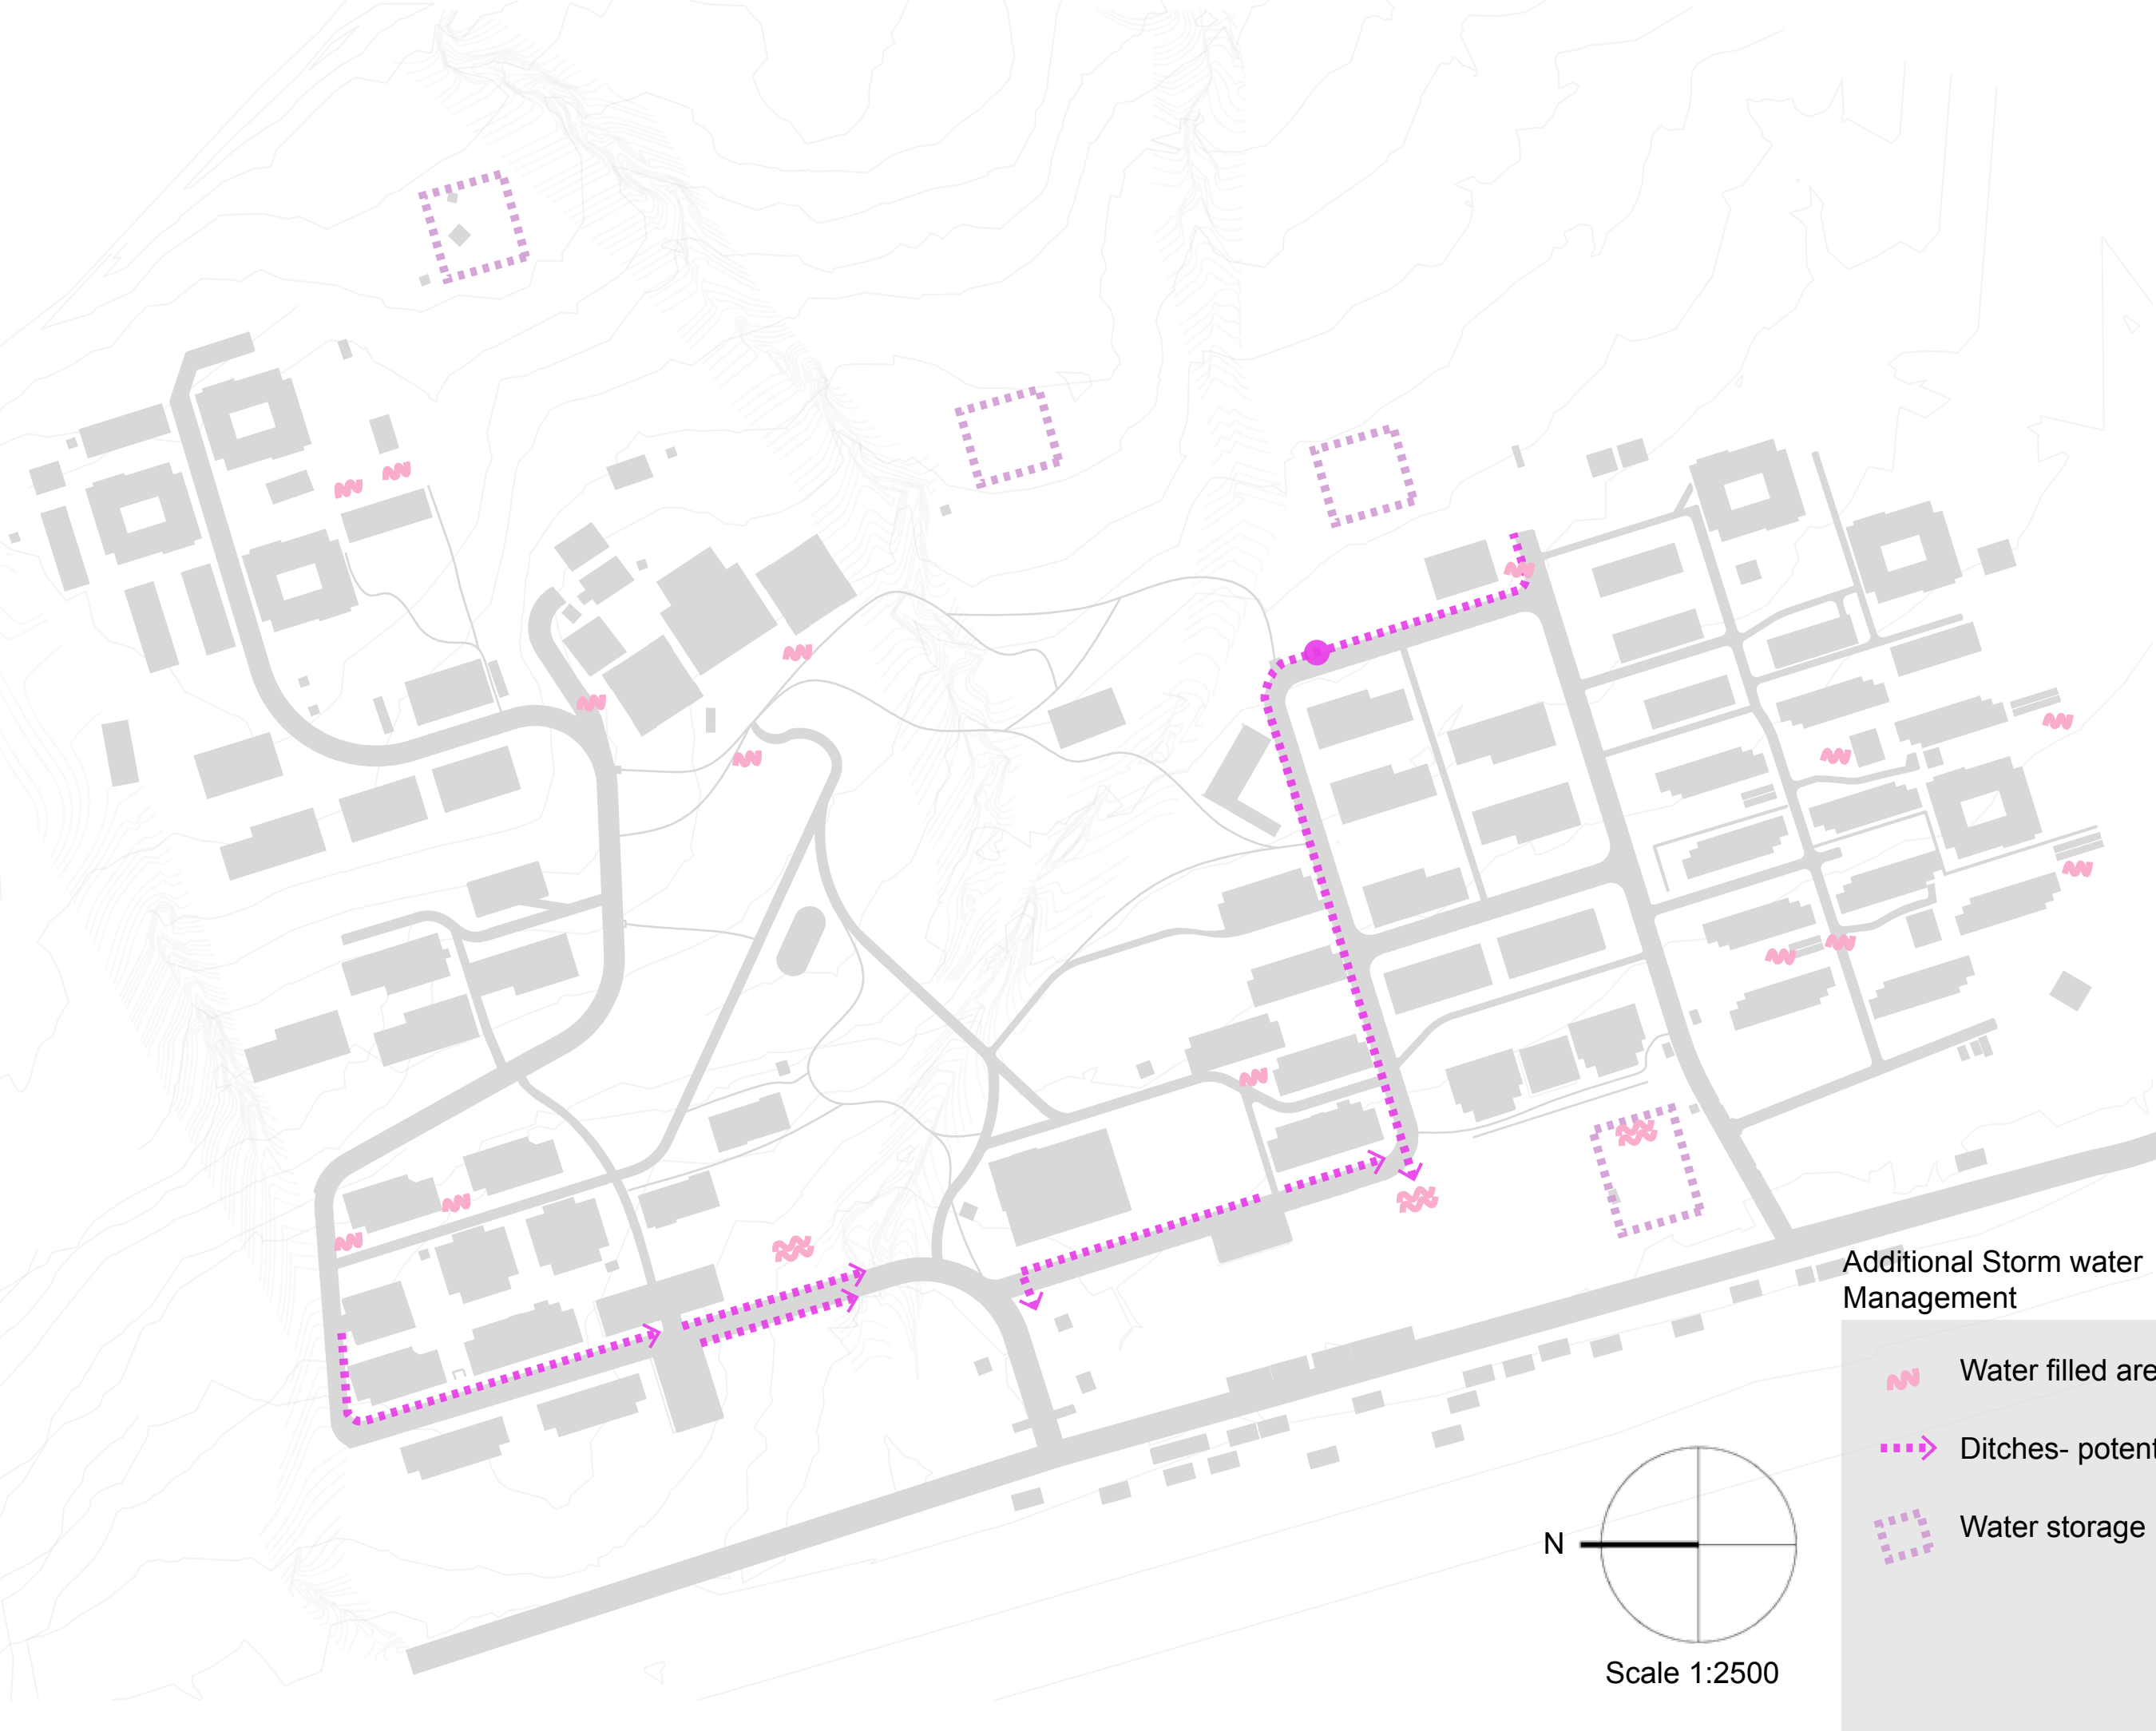 Additional Storm water
Management
Water filled are
Ditches- potent
Water storage
N
Scale 1:2500